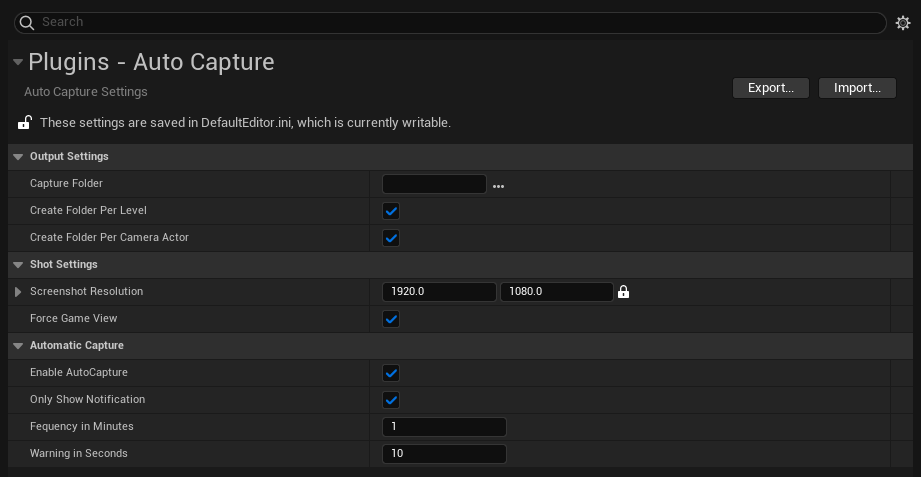 Search
Plugins - Auto Capture
Auto Capture Settings
Export...
Import...
These settings are saved in DefaultEditor.ini, which is currently writable.
Output Settings
Capture Folder
...
Create Folder Per Level
Create Folder Per Camera Actor
Shot Settings
Screenshot Resolution 1920.0 1080.0
Force Game View
Automatic Capture
Enable AutoCapture
Only Show Notification
Fequency in Minutes 1
Warning in Seconds 10